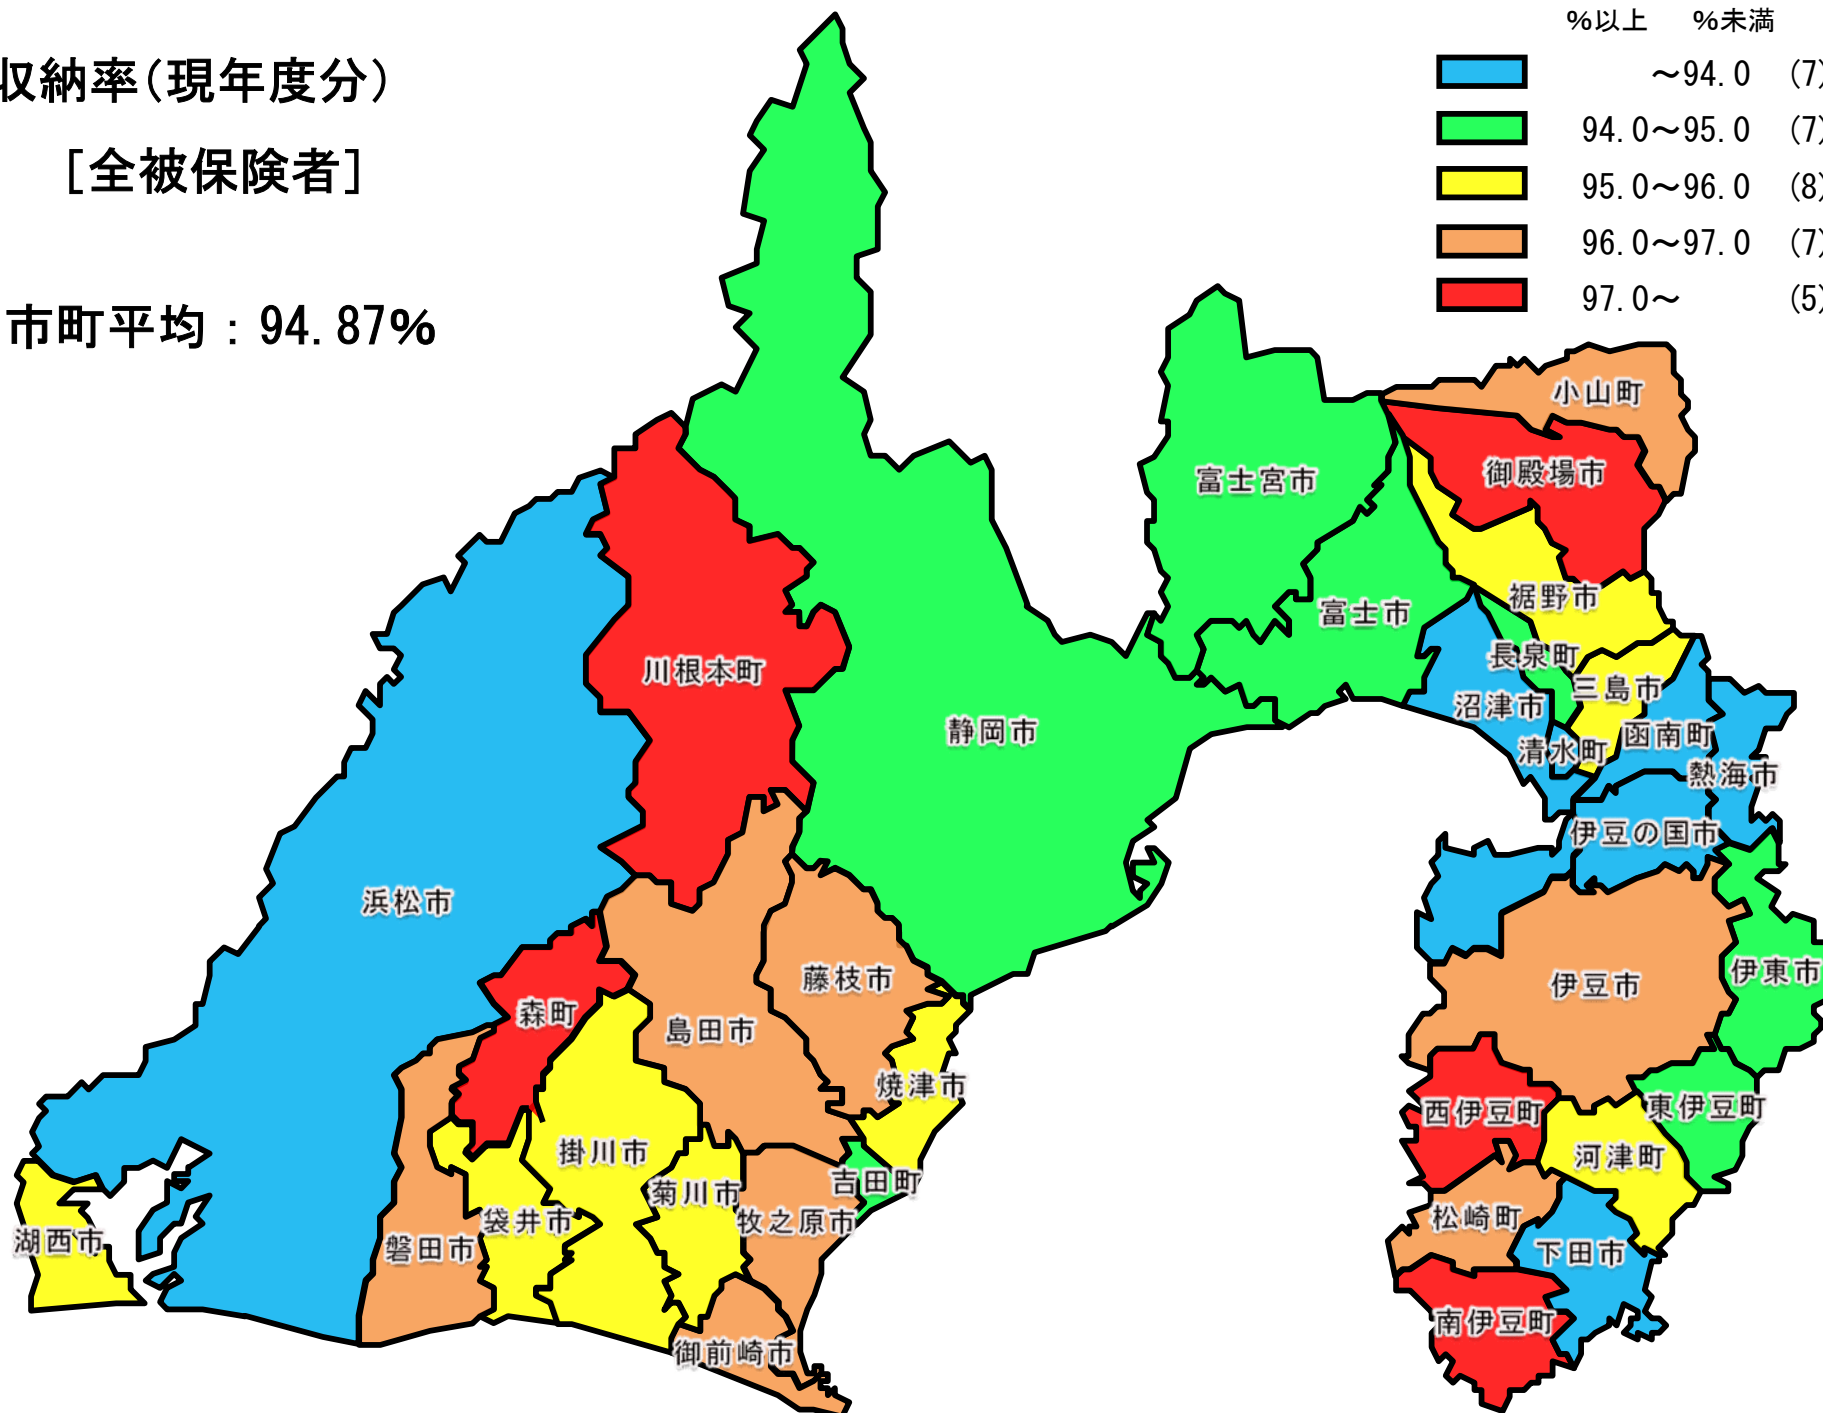 収納率(現年度分)
[全被保険者]
市町平均：94.87%
%以上 %未満
～94.0 (7)
94.0～95.0 (7)
95.0～96.0 (8)
96.0～97.0 (7)
97.0～ (5)
小山町
御殿場市
富士宮市
裾野市
富士市
長泉町
川根本町
三島市
沼津市
静岡市
函南町
清水町
熱海市
伊豆の国市
浜松市
伊東市
藤枝市
伊豆市
森町
島田市
焼津市
西伊豆町
東伊豆町
掛川市
河津町
吉田町
菊川市
牧之原市
袋井市
松崎町
湖西市
磐田市
下田市
南伊豆町
御前崎市